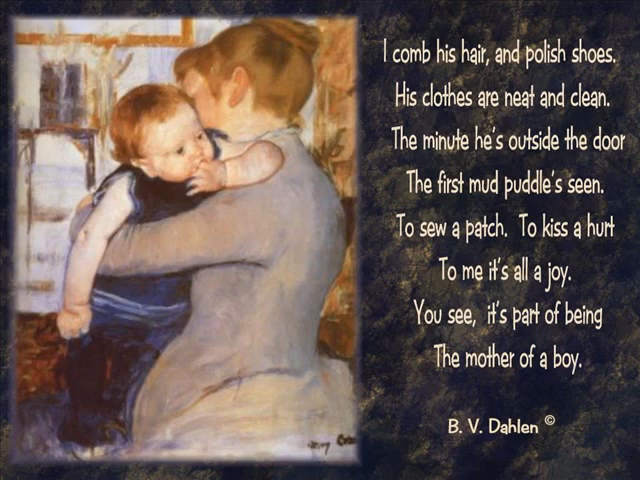 I comb his hair, and polish shoes.
His clothes are neat and clean.
The minute he's outside the door
The first mud puddle's seen.
To sew a patch. To kiss a hurt
To me it's all a joy.
You see, it's part of being
The mother of a boy.
B. V. Dahlen ©
Mary